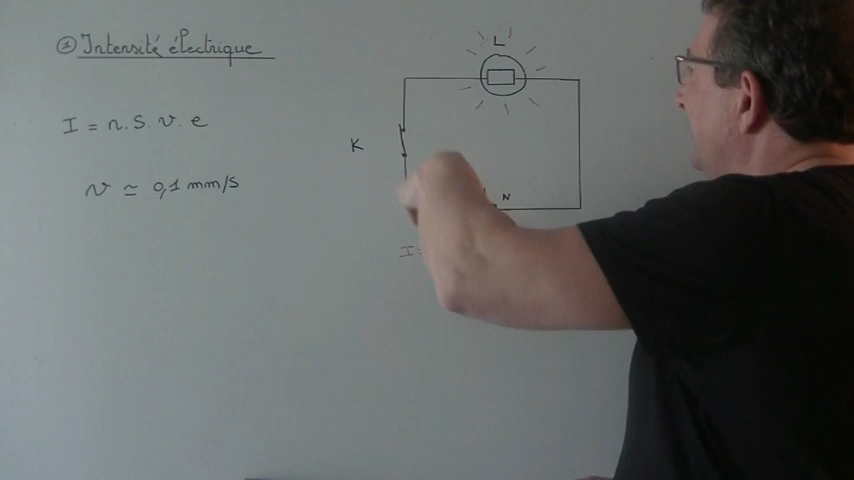 ① Intensité électrique
L
I = n. S. v. e
K
v ≃ 0,1 mm/s
N
I =